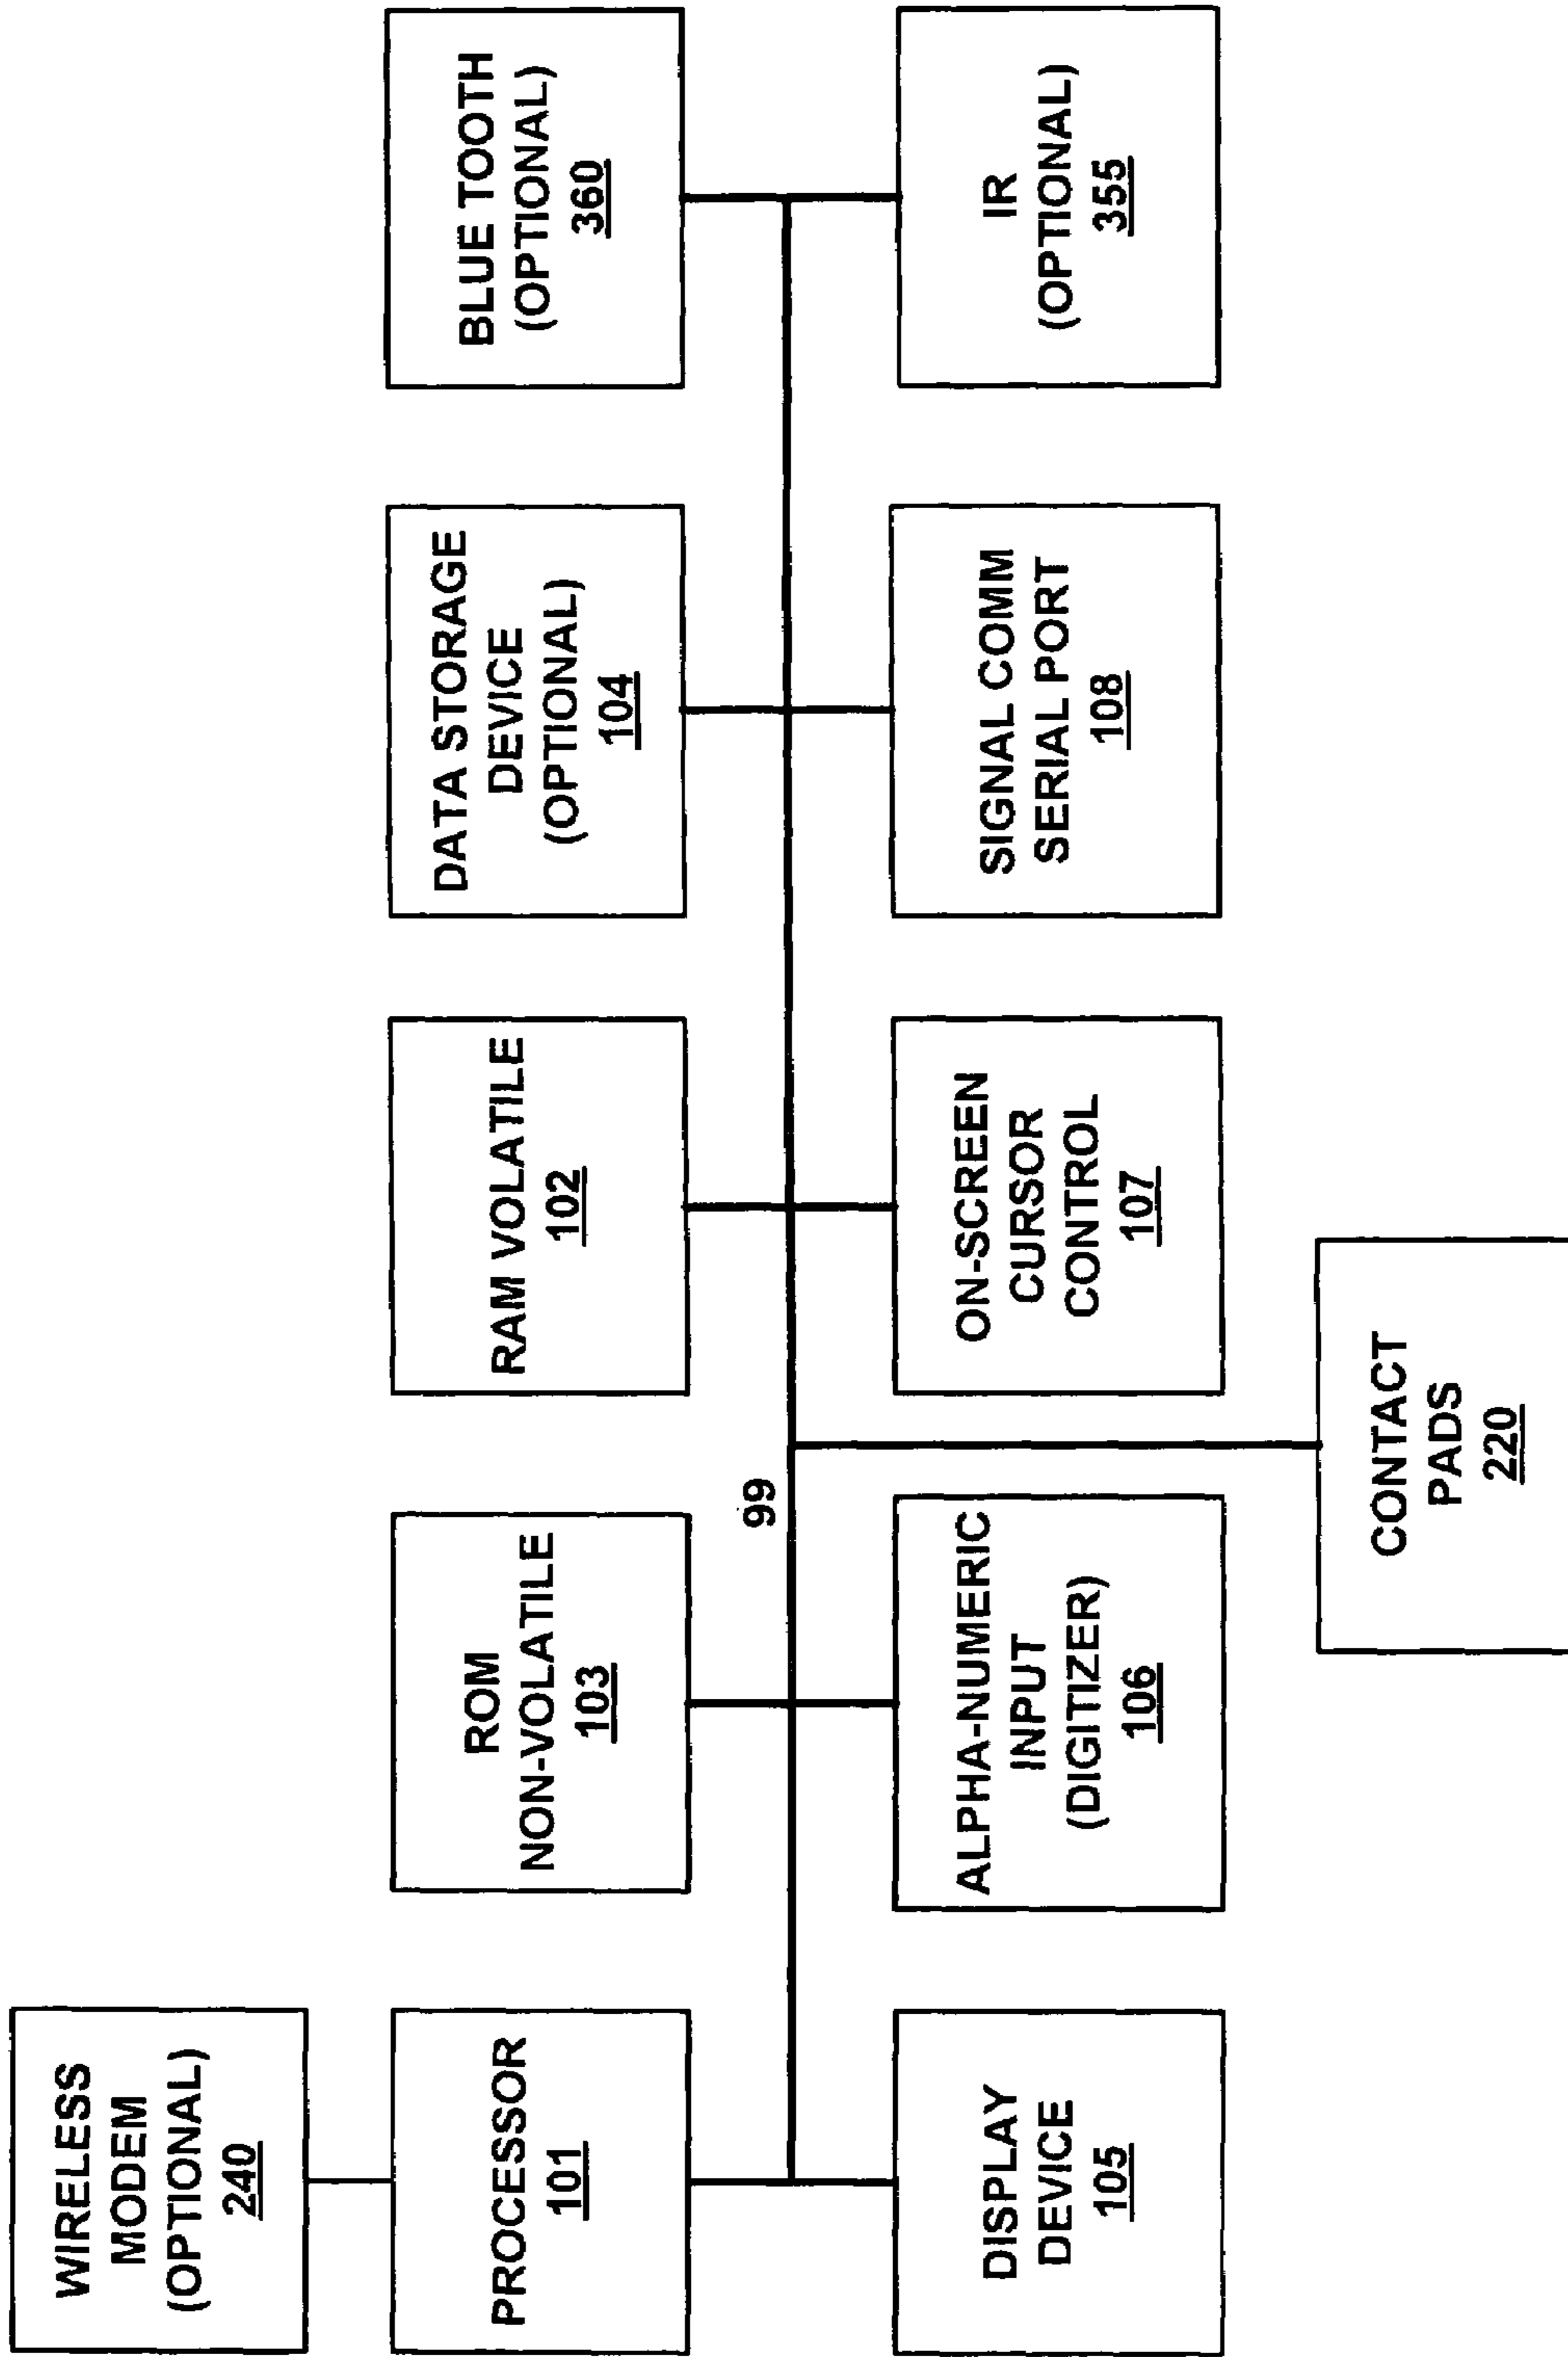 WIRELESS
MODEM
(OPTIONAL)
240
PROCESSOR
101
ROM
NON-VOLATILE
103
RAM VOLATILE
102
DATA STORAGE
DEVICE
(OPTIONAL)
104
BLUE TOOTH
(OPTIONAL)
360
99
DISPLAY
DEVICE
105
ALPHA-NUMERIC
INPUT
(DIGITIZER)
106
ON-SCREEN
CURSOR
CONTROL
107
SIGNAL COMM
SERIAL PORT
108
IR
(OPTIONAL)
355
CONTACT
PADS
220